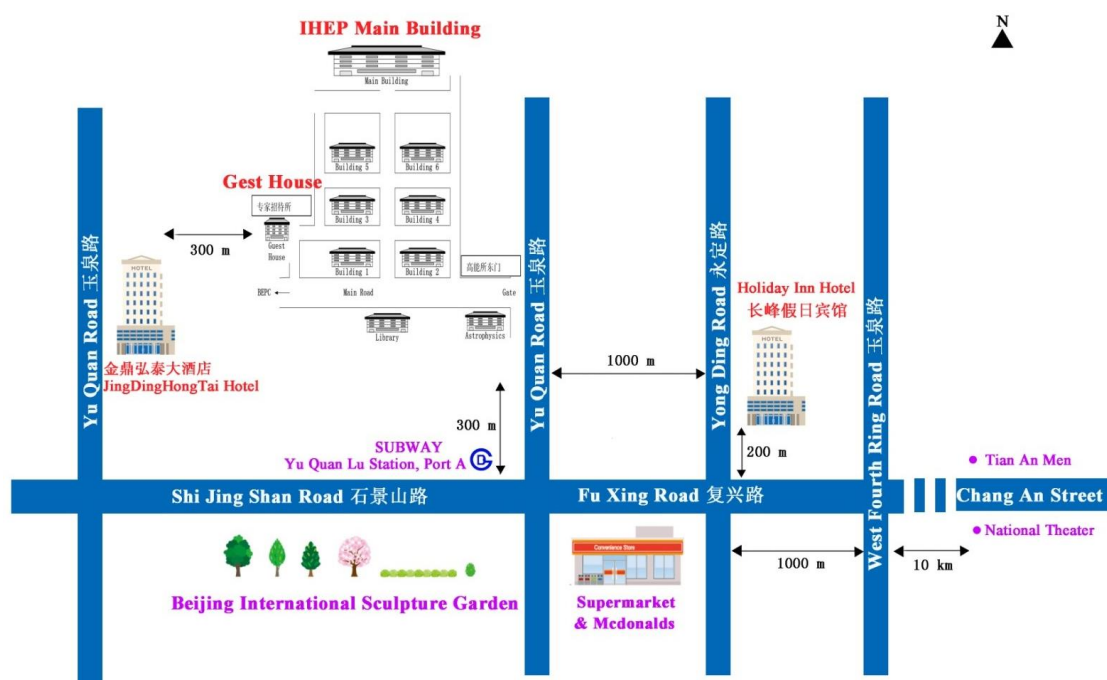 IHEP Main Building
N
Main Building
Building 5
Building 6
Gest House
专家招待所
Building 3
Building 4
300 m
Guest
House
Building 1
Building 2
高能所东门
BEPC
Main Road
Gate
Library
Astrophysics
Yu Quan Road 玉泉路
金鼎弘泰大酒店
JingDingHongTai Hotel
HOTEL
Yu Quan Road 玉泉路
1000 m
Yong Ding Road 永定路
Holiday Inn Hotel
长峰假日宾馆
HOTEL
West Fourth Ring Road 玉泉路
300 m
200 m
SUBWAY
Yu Quan Lu Station, Port A
Tian An Men
Shi Jing Shan Road 石景山路
Fu Xing Road 复兴路
Chang An Street
National Theater
Convenience Store
1000 m
10 km
Beijing International Sculpture Garden
Supermarket
& Mcdonalds